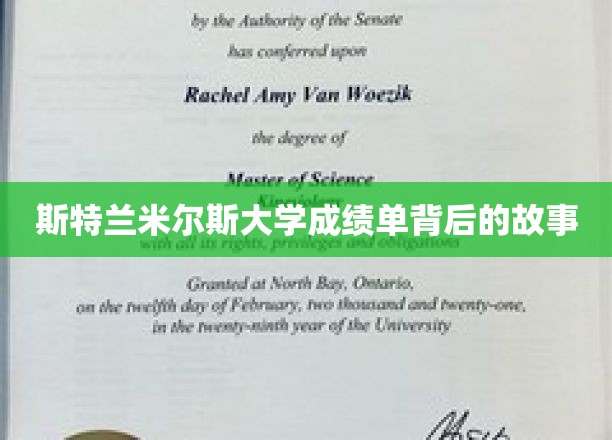 by the Authority of the Senate
has conferred upon
Rachel Amy Van Woezik
the degree of
Master of Science
Kinesiology
斯特兰米尔斯大学成绩单背后的故事
with all its rights, privileges and obligations
Granted at North Bay, Ontario,
on the twelfth day of February, two thousand and twenty-one,
in the twenty-ninth year of the University